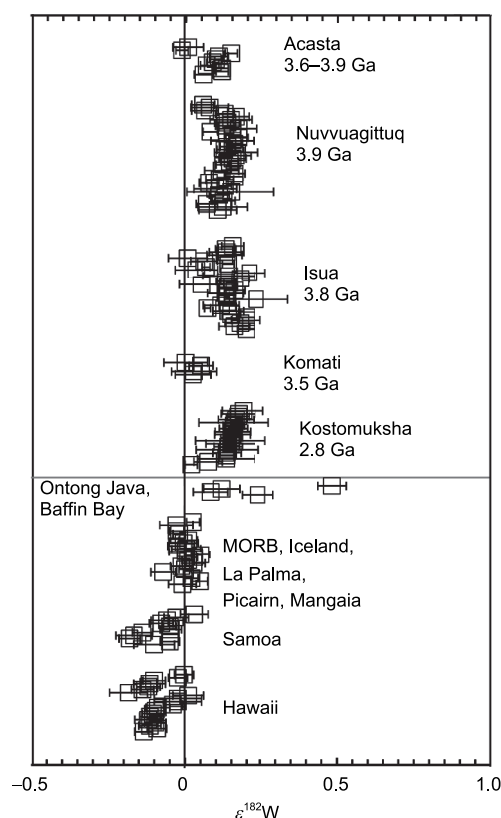 Acasta
3.6–3.9 Ga
Nuvvuagittuq
3.9 Ga
Isua
3.8 Ga
Komati
3.5 Ga
Kostomuksha
2.8 Ga
Ontong Java,
Baffin Bay
MORB, Iceland,
La Palma,
Picairn, Mangaia
Samoa
Hawaii
–0.5 0 0.5 1.0
ε¹⁸²W